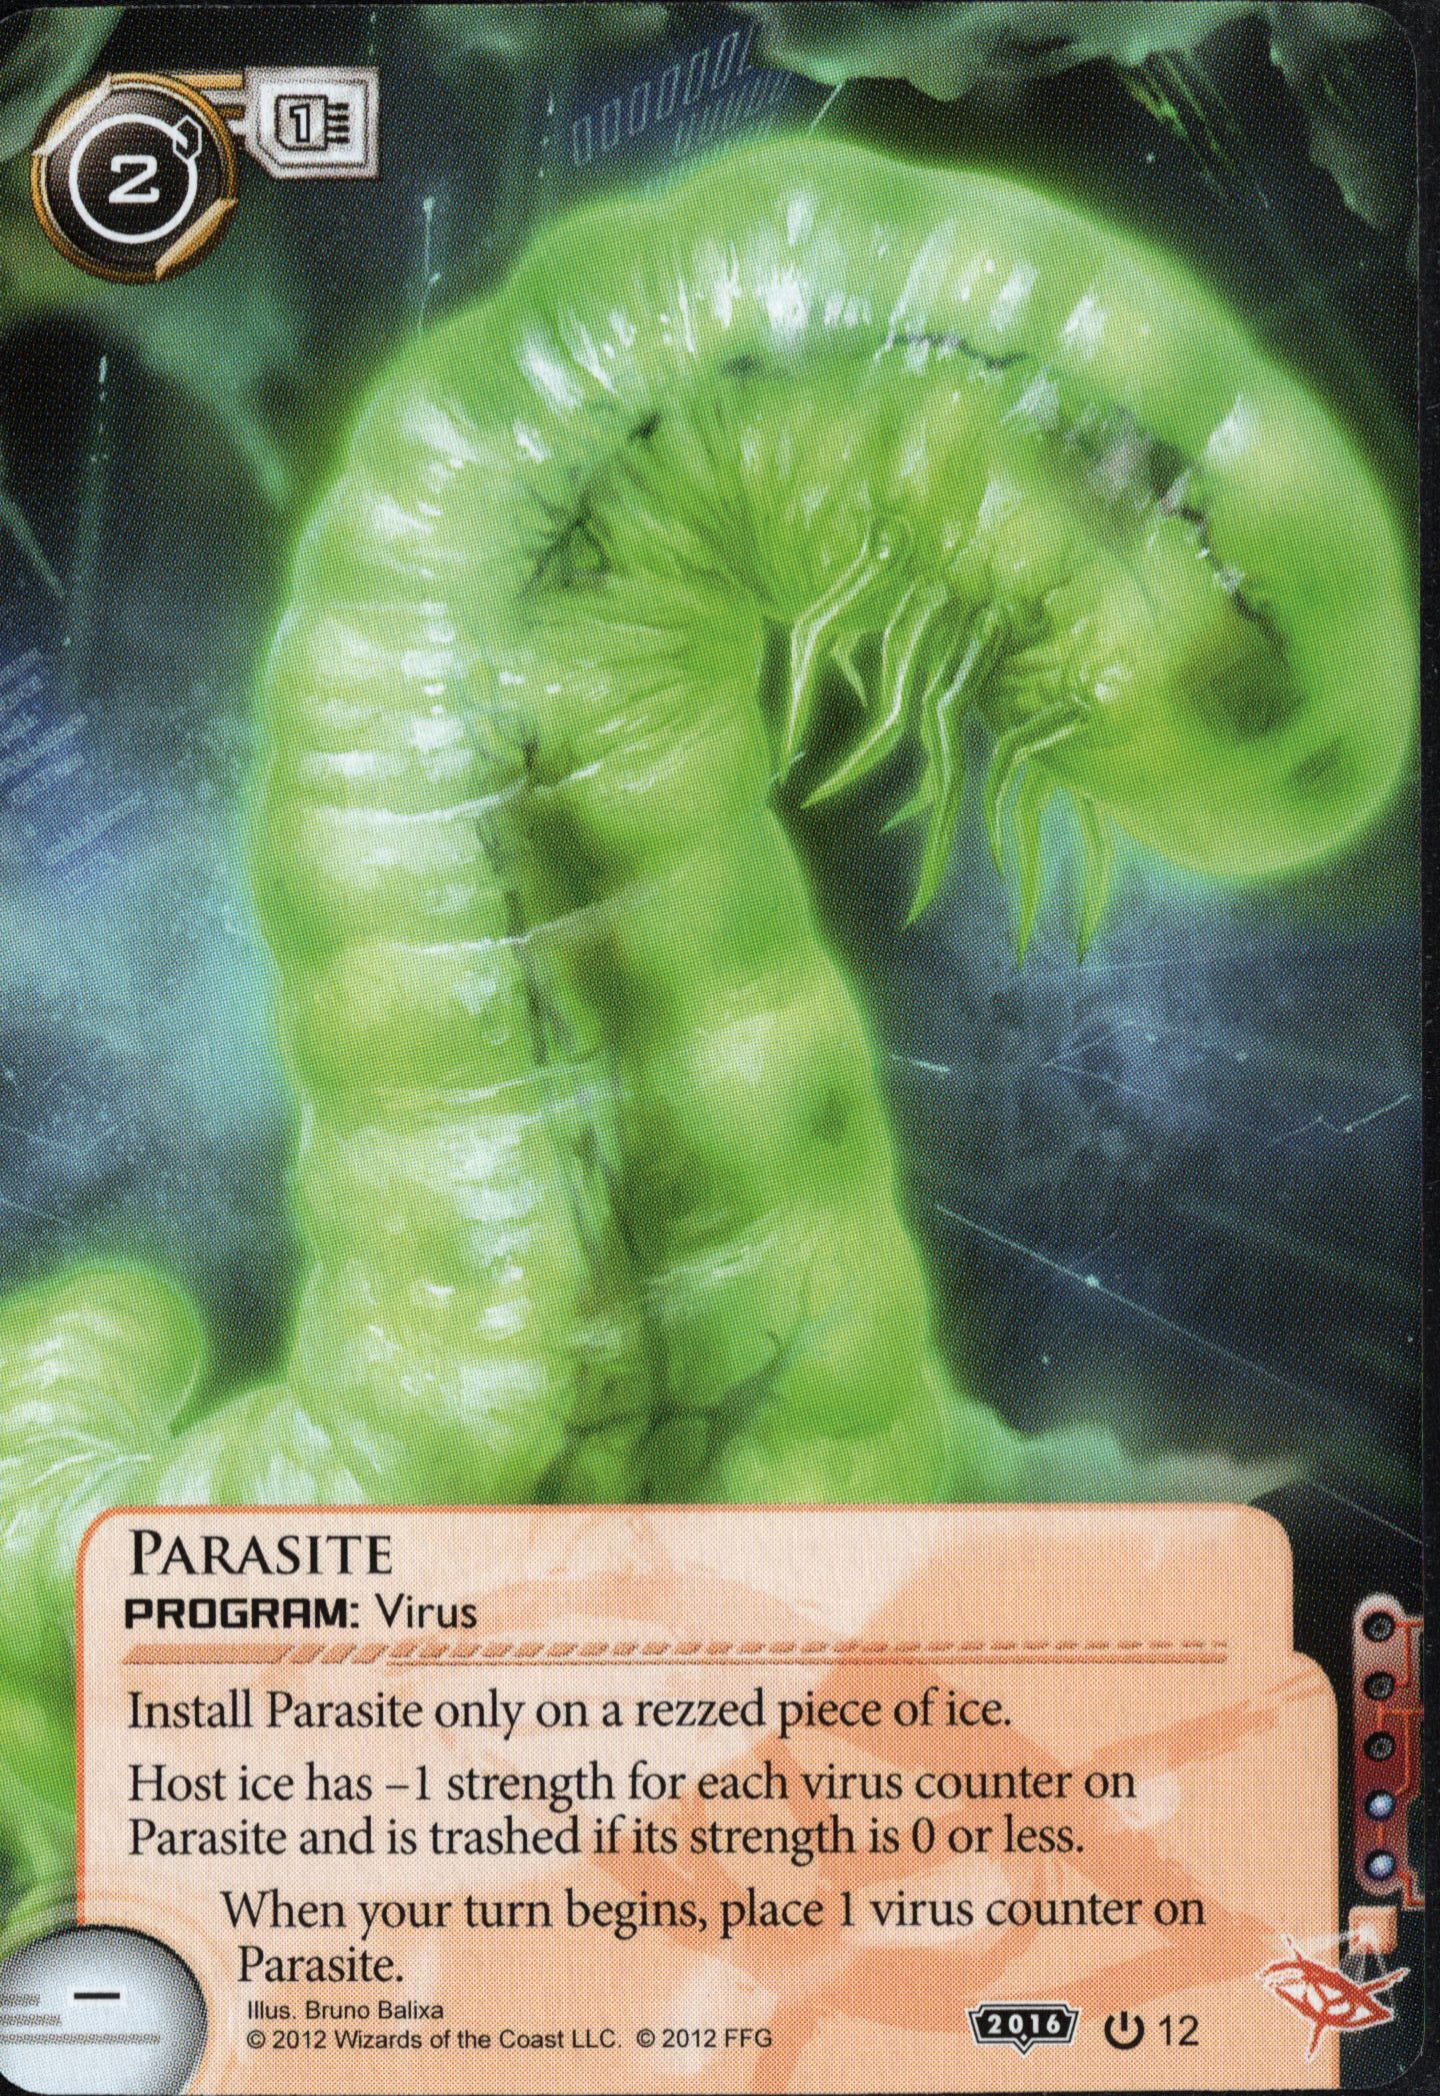 2
1
PARASITE
PROGRAM: Virus
Install Parasite only on a rezzed piece of ice.
Host ice has –1 strength for each virus counter on
Parasite and is trashed if its strength is 0 or less.
When your turn begins, place 1 virus counter on
Parasite.
–
Illus. Bruno Balixa
© 2012 Wizards of the Coast LLC. © 2012 FFG
2016
12